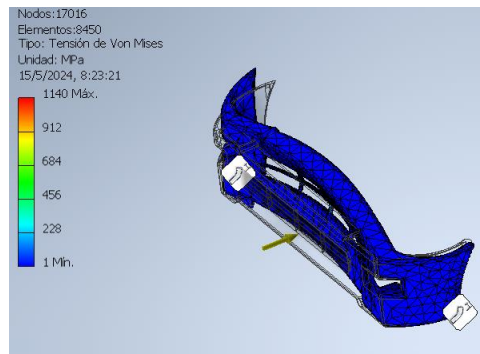 Nodos:17016
Elementos:8450
Tipo: Tensión de Von Mises
Unidad: MPa
15/5/2024, 8:23:21
1140 Máx.
912
684
456
228
1 Mín.